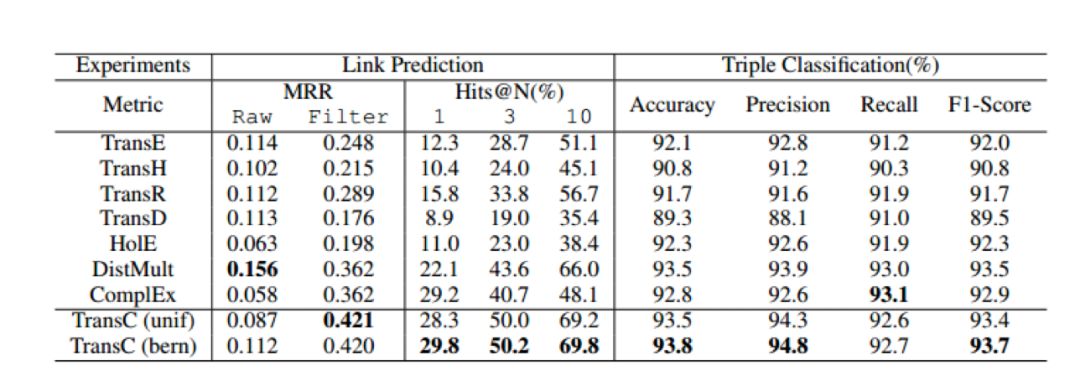 Experiments Link Prediction Triple Classification(%)
Metric MRR Hits@N(%) Accuracy Precision Recall F1-Score
Raw Filter 1 3 10
TransE 0.114 0.248 12.3 28.7 51.1 92.1 92.8 91.2 92.0
TransH 0.102 0.215 10.4 24.0 45.1 90.8 91.2 90.3 90.8
TransR 0.112 0.289 15.8 33.8 56.7 91.7 91.6 91.9 91.7
TransD 0.113 0.176 8.9 19.0 35.4 89.3 88.1 91.0 89.5
HolE 0.063 0.198 11.0 23.0 38.4 92.3 92.6 91.9 92.3
DistMult 0.156 0.362 22.1 43.6 66.0 93.5 93.9 93.0 93.5
ComplEx 0.058 0.362 29.2 40.7 48.1 92.8 92.6 93.1 92.9
TransC (unif) 0.087 0.421 28.3 50.0 69.2 93.5 94.3 92.6 93.4
TransC (bern) 0.112 0.420 29.8 50.2 69.8 93.8 94.8 92.7 93.7